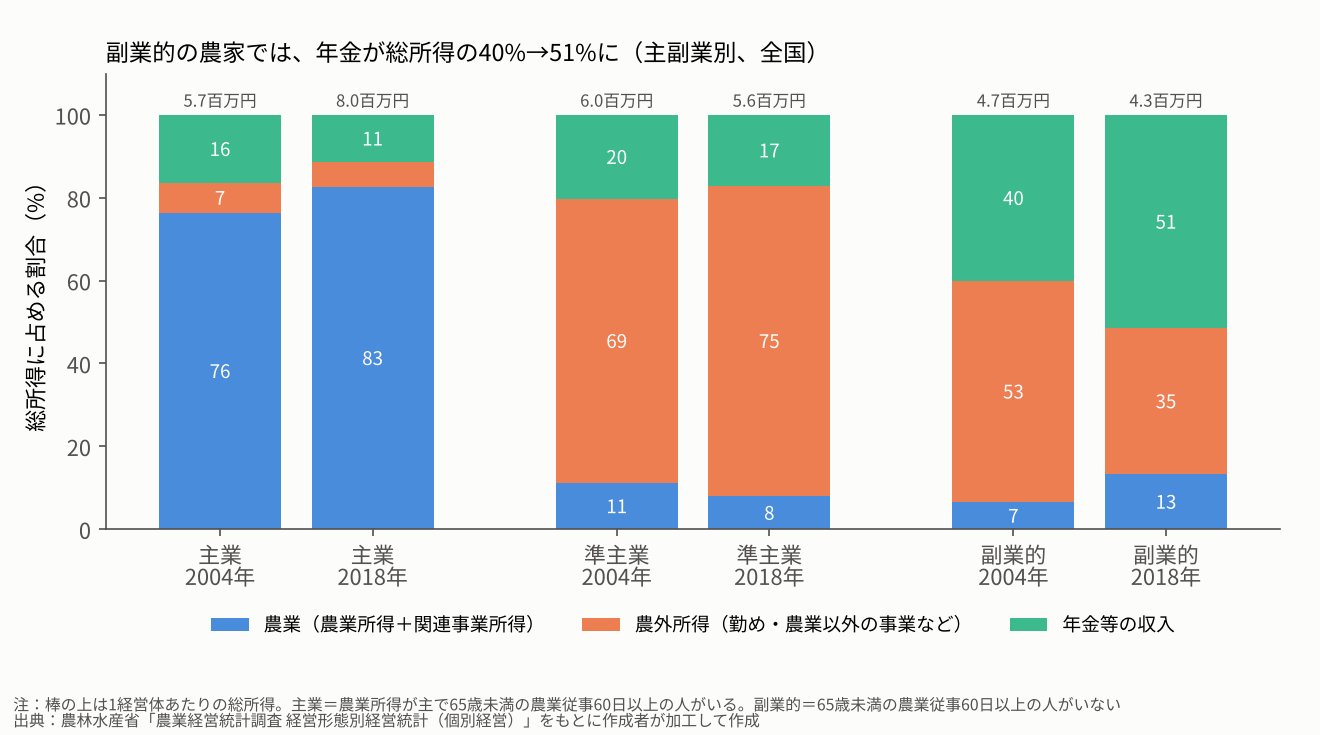 副業的の農家では、年金が総所得の40%→51%に（主副業別、全国）
5.7百万円
8.0百万円
6.0百万円
5.6百万円
4.7百万円
4.3百万円
総所得に占める割合（%）
100
80
60
40
20
0
16
7
76
11
83
20
69
11
17
75
8
40
53
7
51
35
13
主業
2004年
主業
2018年
準主業
2004年
準主業
2018年
副業的
2004年
副業的
2018年
農業（農業所得＋関連事業所得）
農外所得（勤め・農業以外の事業など）
年金等の収入
注：棒の上は1経営体あたりの総所得。主業＝農業所得が主で65歳未満の農業従事60日以上の人がいる。副業的＝65歳未満の農業従事60日以上の人がいない
出典：農林水産省「農業経営統計調査 経営形態別経営統計（個別経営）」をもとに作成者が加工して作成